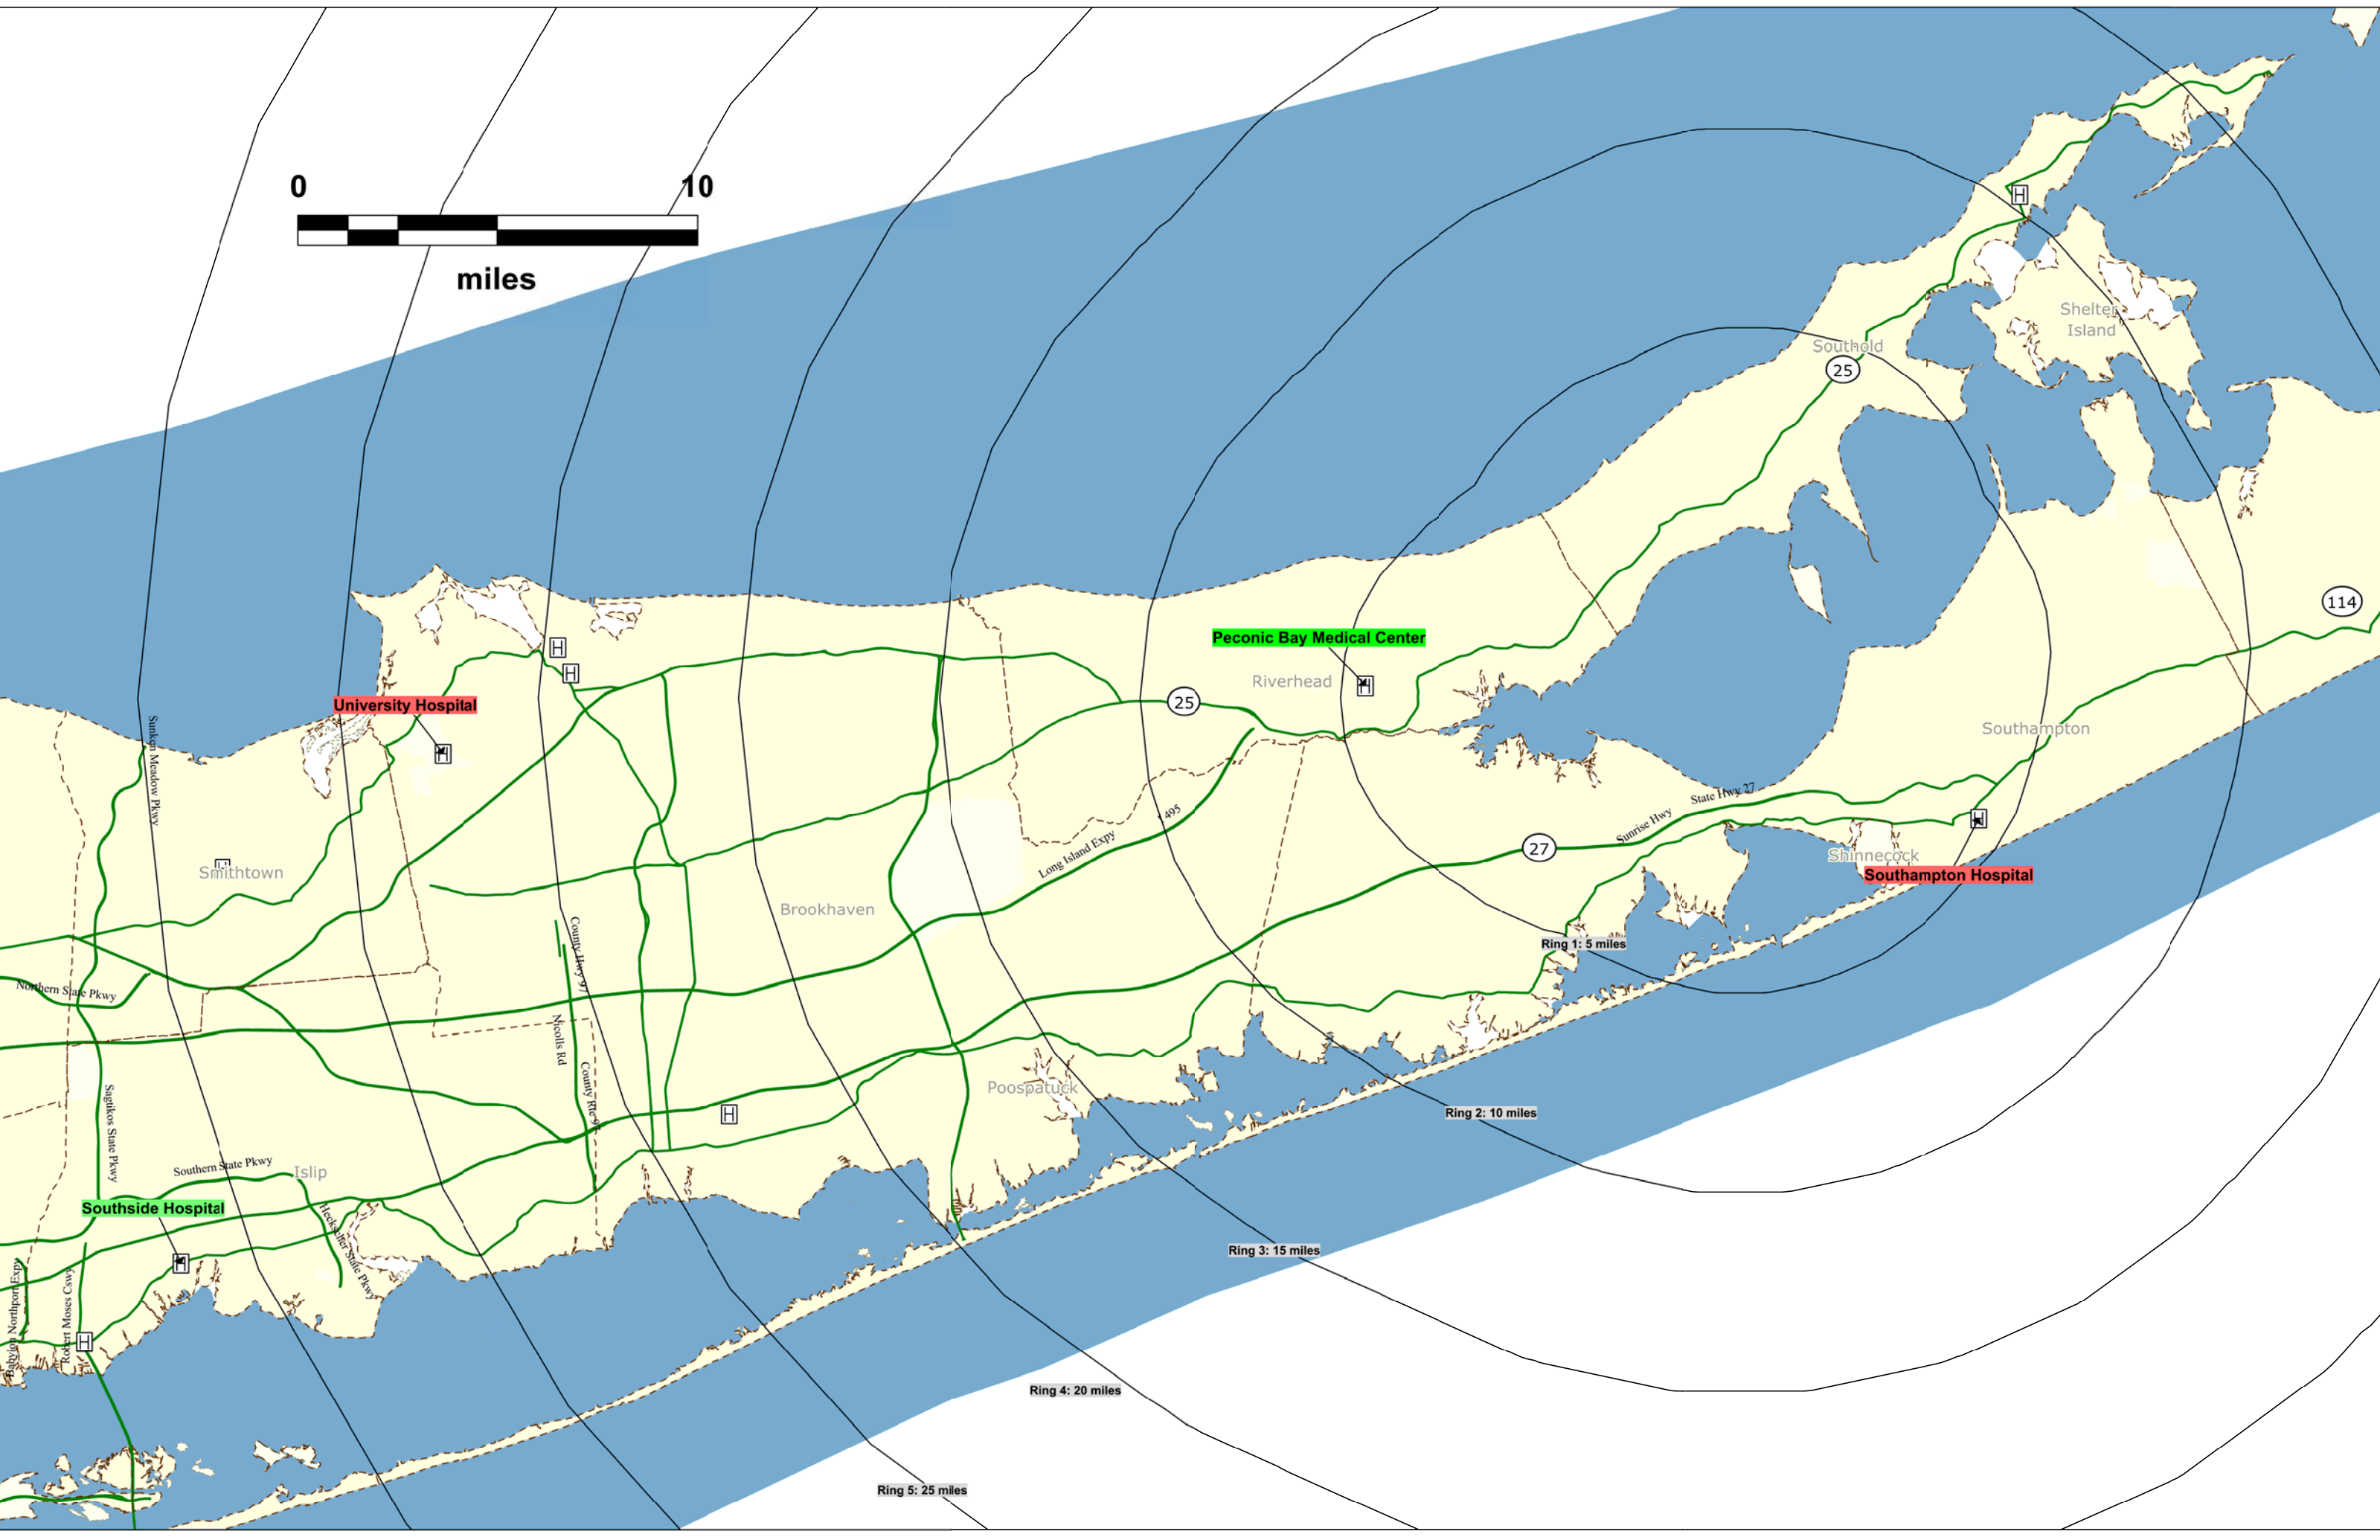 0 10
miles
Shelter
Island
Southold
25
114
Peconic Bay Medical Center
H
H
H
Riverhead
H
25
University Hospital
H
Southampton
Sunken Meadow Pkwy
State Hwy 27
Sunrise Hwy
I 495
H
Long Island Expy
27
Shinnecock
H
Smithtown
Southampton Hospital
Brookhaven
County Hwy 97
Ring 1: 5 miles
Northern State Pkwy
Nicolls Rd
Poospatuck
County Rte 97
Ring 2: 10 miles
H
Sagtikos State Pkwy
Southern State Pkwy
Islip
Southside Hospital
Heckscher State Pkwy
Ring 3: 15 miles
H
Babylon Northport Expy
Robert Moses Cswy
H
Ring 4: 20 miles
Ring 5: 25 miles